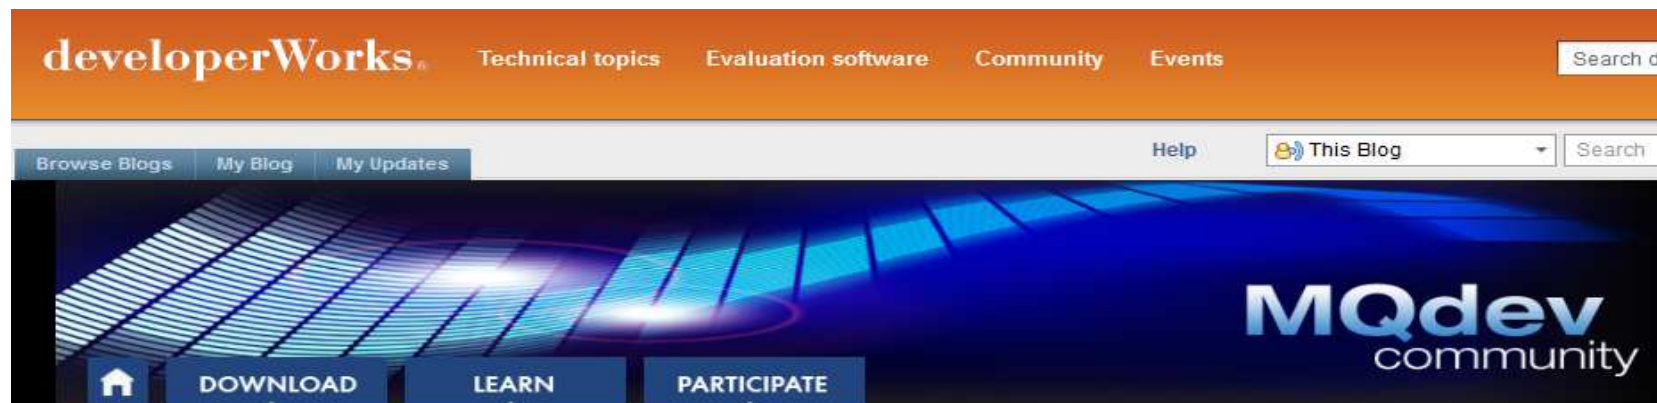 developerWorks® Technical topics Evaluation software Community Events Search d
Help This Blog Search
Browse Blogs My Blog My Updates
MQdev
community
DOWNLOAD LEARN PARTICIPATE